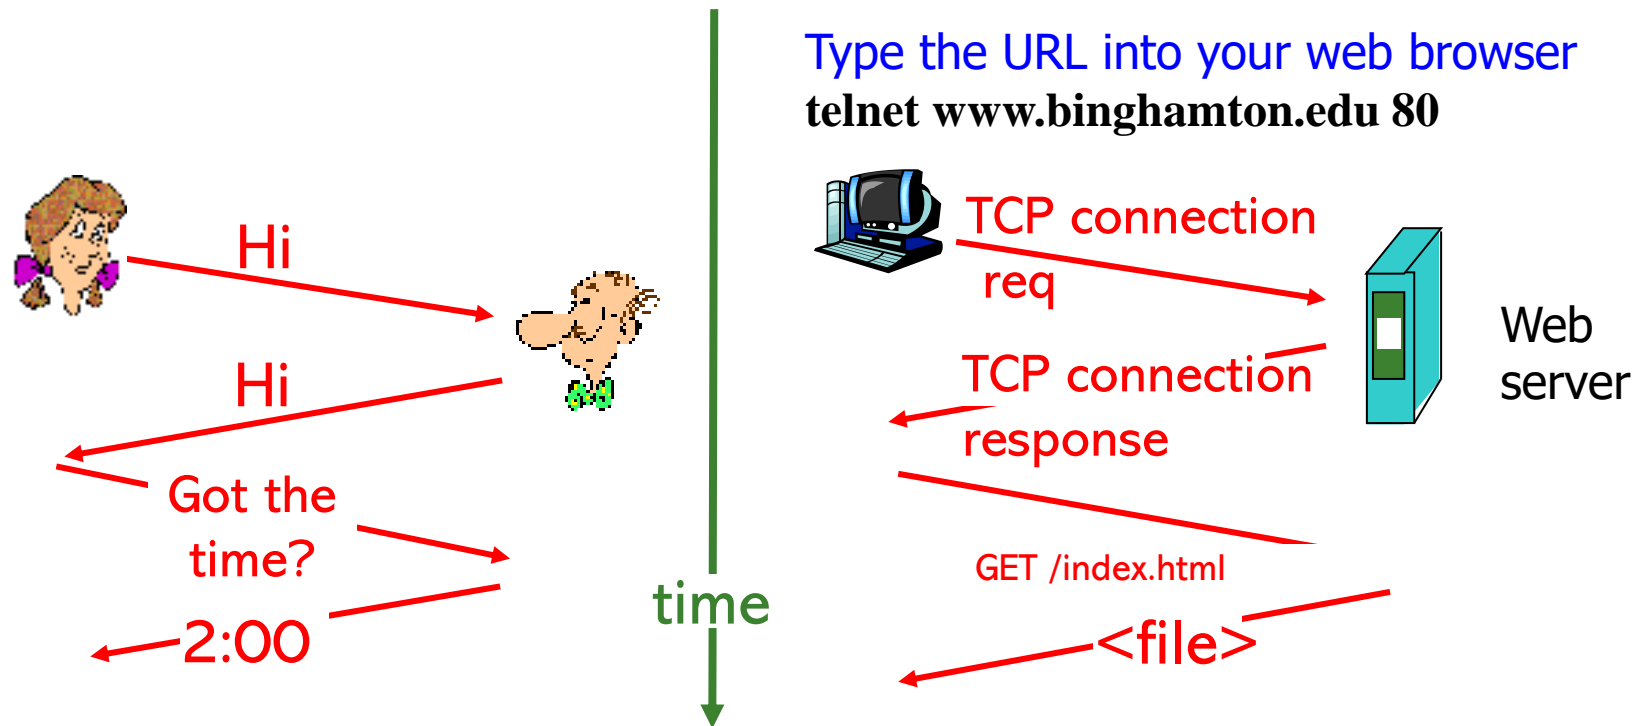 Type the URL into your web browser
telnet www.binghamton.edu 80
Hi
Hi
Got the
time?
2:00
time
TCP connection
req
TCP connection
response
GET /index.html
<file>
Web
server